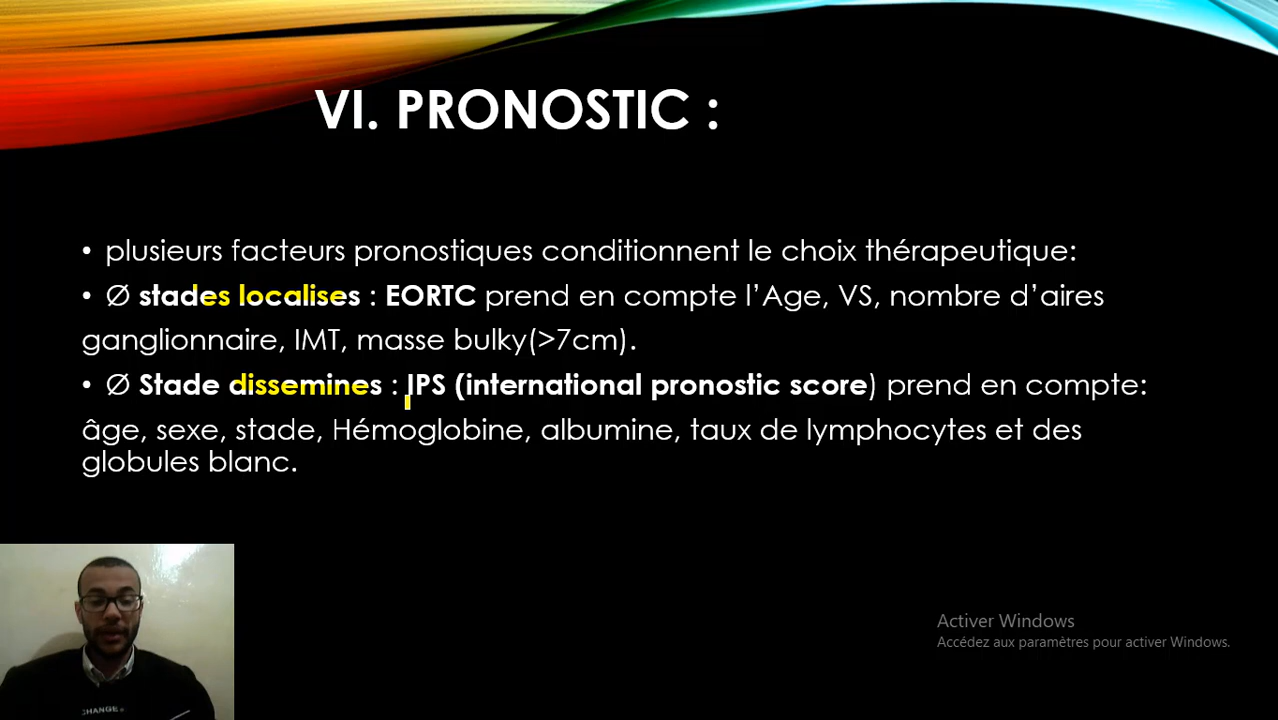 VI. PRONOSTIC :
• plusieurs facteurs pronostiques conditionnent le choix thérapeutique:
• Ø stades localises : EORTC prend en compte l’Age, VS, nombre d’aires
ganglionnaire, IMT, masse bulky(>7cm).
• Ø Stade dissemines : IPS (international pronostic score) prend en compte:
âge, sexe, stade, Hémoglobine, albumine, taux de lymphocytes et des
globules blanc.
Activer Windows
Accédez aux paramètres pour activer Windows.
CHANGE